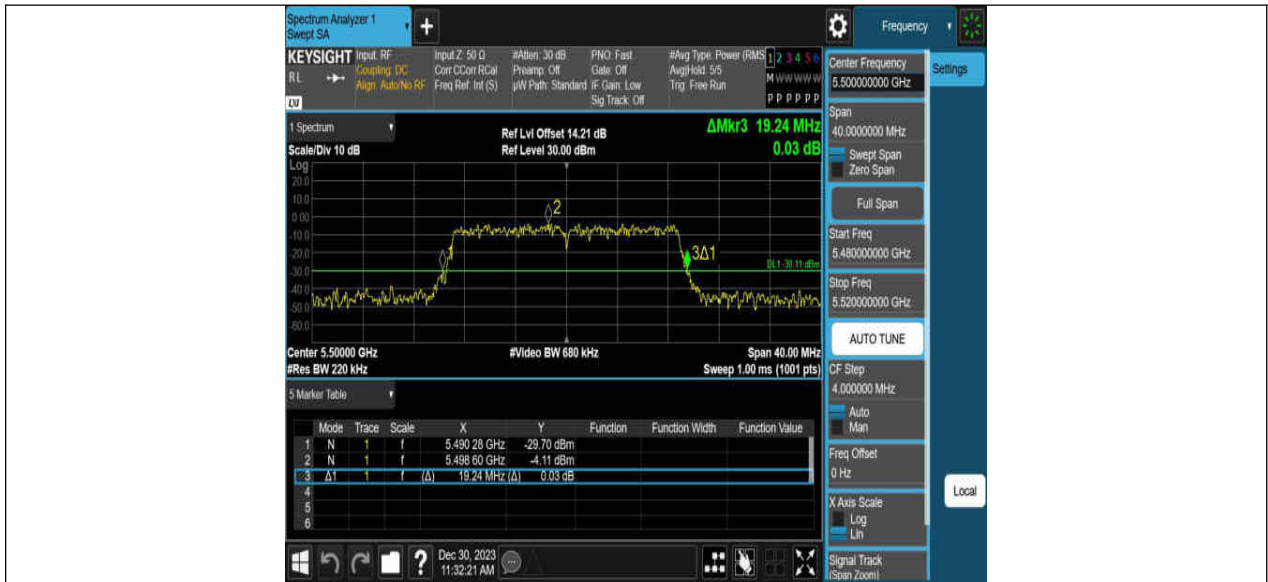 Spectrum Analyzer 1
Swept SA
+
Frequency
KEYSIGHT
RL
LXI
Input: RF
Coupling: DC
Align: Auto/No RF
Input Z: 50 Ω
Corr CCorr RCal
Freq Ref: Int (S)
#Atten: 30 dB
Preamp: Off
µW Path: Standard
PNO: Fast
Gate: Off
IF Gain: Low
Sig Track: Off
#Avg Type: Power (RMS
Avg|Hold: 5/5
Trig: Free Run
1 2 3 4 5 6
M W W W W W
P P P P P P
1 Spectrum
Scale/Div 10 dB
Ref Lvl Offset 14.21 dB
Ref Level 30.00 dBm
ΔMkr3 19.24 MHz
0.03 dB
Log
20.0
10.0
0.00
-10.0
-20.0
-30.0
-40.0
-50.0
-60.0
1
2
3Δ1
DL1 -30.11 dBm
Center 5.50000 GHz
#Res BW 220 kHz
#Video BW 680 kHz
Span 40.00 MHz
Sweep 1.00 ms (1001 pts)
5 Marker Table
Mode Trace Scale X Y Function Function Width Function Value
1 N 1 f 5.490 28 GHz -29.70 dBm
2 N 1 f 5.498 60 GHz -4.11 dBm
3 Δ1 1 f (Δ) 19.24 MHz (Δ) 0.03 dB
4
5
6
?
Dec 30, 2023
11:32:21 AM
Center Frequency
5.500000000 GHz
Span
40.0000000 MHz
Swept Span
Zero Span
Full Span
Start Freq
5.480000000 GHz
Stop Freq
5.520000000 GHz
AUTO TUNE
CF Step
4.000000 MHz
Auto
Man
Freq Offset
0 Hz
X Axis Scale
Log
Lin
Signal Track
(Span Zoom)
Settings
Local